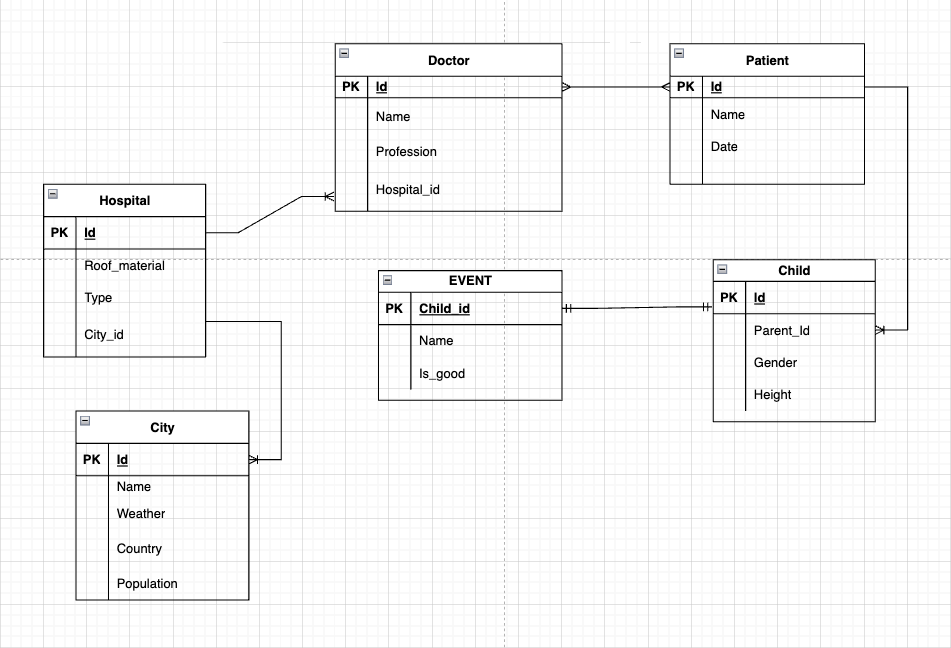 Doctor
PK Id
Name
Profession
Hospital_id
Patient
PK Id
Name
Date
Hospital
PK Id
Roof_material
Type
City_id
EVENT
PK Child_id
Name
Is_good
Child
PK Id
Parent_Id
Gender
Height
City
PK Id
Name
Weather
Country
Population